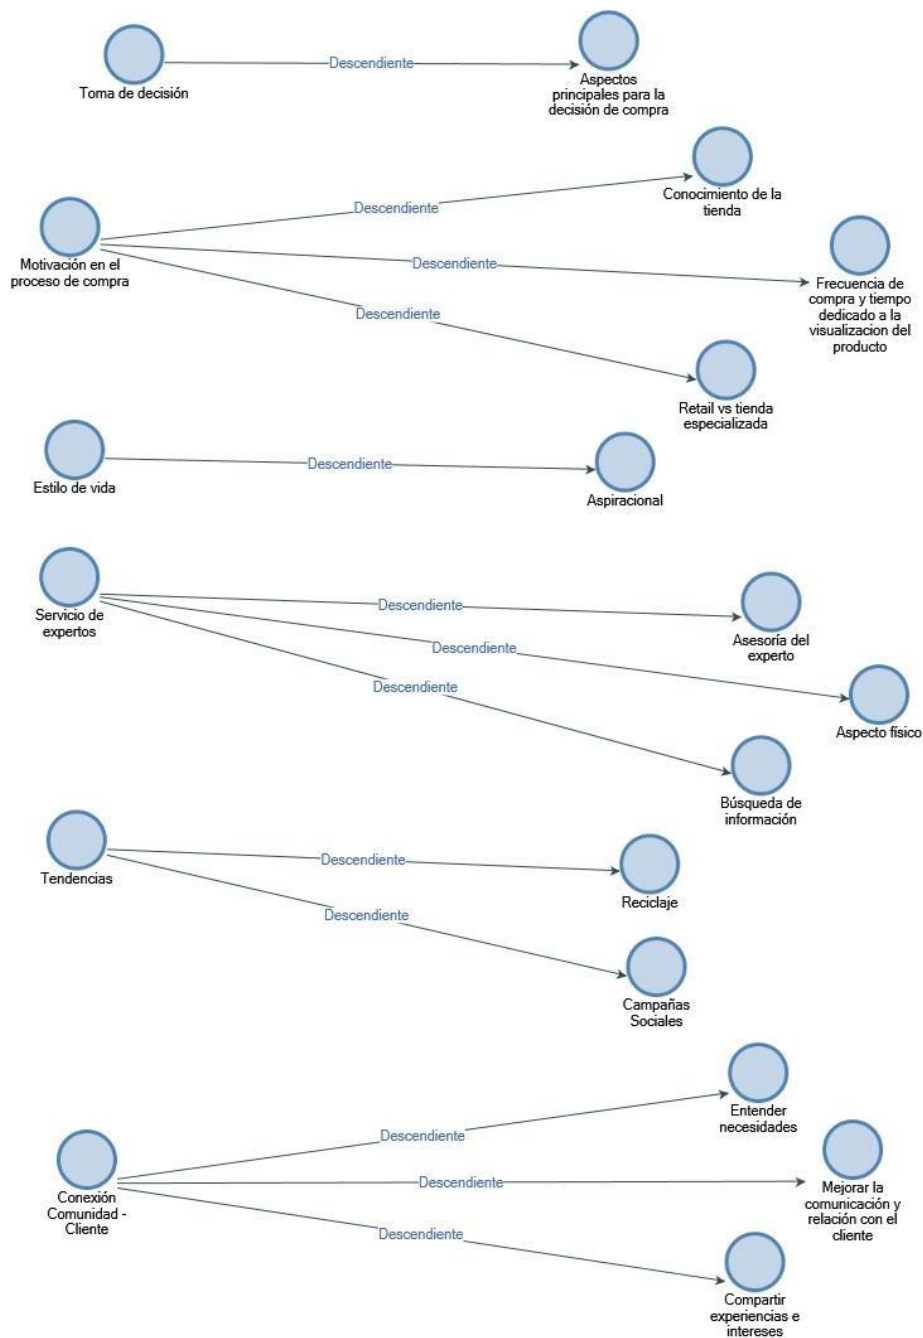 Descendiente
Toma de decisión
Aspectos
principales para la
decisión de compra
Conocimiento de la
tienda
Descendiente
Motivación en el
proceso de compra
Descendiente
Frecuencia de
compra y tiempo
dedicado a la
visualizacion del
producto
Descendiente
Retail vs tienda
especializada
Estilo de vida
Descendiente
Aspiracional
Servicio de
expertos
Descendiente
Asesoría del
experto
Descendiente
Aspecto físico
Descendiente
Búsqueda de
información
Tendencias
Descendiente
Reciclaje
Descendiente
Campañas
Sociales
Entender
necesidades
Descendiente
Conexión
Comunidad -
Cliente
Descendiente
Mejorar la
comunicación y
relación con el
cliente
Descendiente
Compartir
experiencias e
intereses